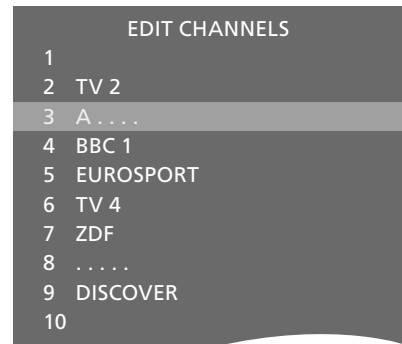 EDIT CHANNELS
1
2 TV 2
3 A . . . .
4 BBC 1
5 EUROSPORT
6 TV 4
7 ZDF
8 . . . . .
9 DISCOVER
10